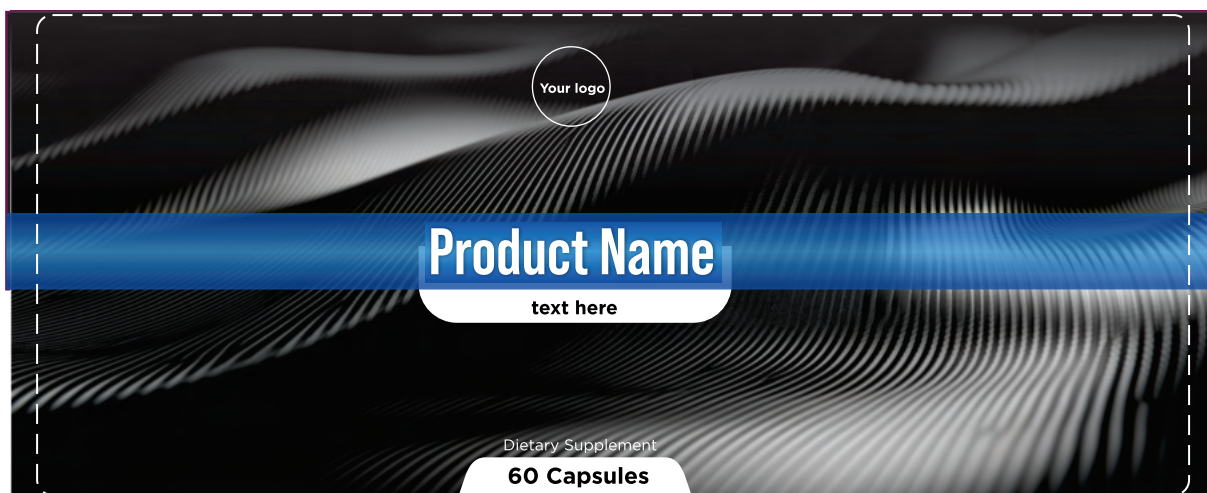 Your logo
Product Name
text here
Dietary Supplement
60 Capsules